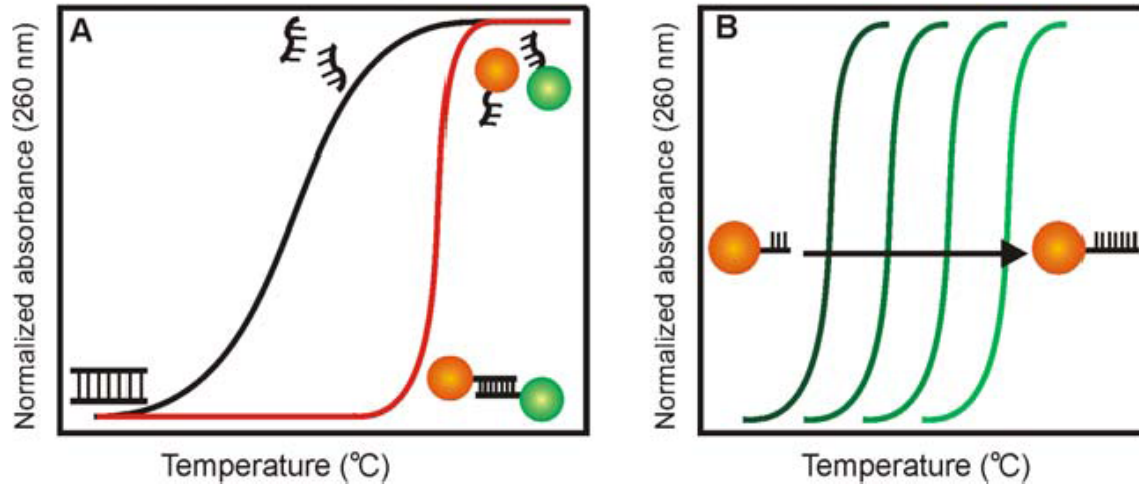 A
Normalized absorbance (260 nm)
Temperature (℃)
B
Normalized absorbance (260 nm)
Temperature (℃)